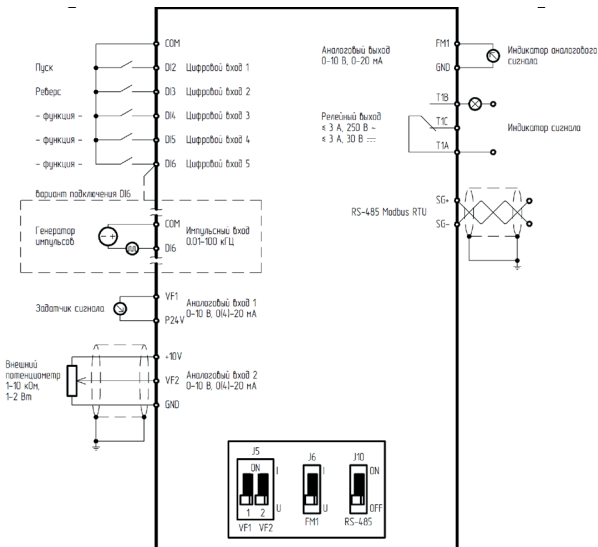 COM
Пуск
DI2 Цифровой вход 1
Реверс
DI3 Цифровой вход 2
- функция -
DI4 Цифровой вход 3
- функция -
DI5 Цифровой вход 4
- функция -
DI6 Цифровой вход 5
вариант подключения DI6
COM
Генератор
импульсов
Импульсный вход
0.01-100 кГЦ
DI6
VF1
Задатчик сигнала
Аналоговый вход 1
0-10 В, 0(4)-20 мА
P24V
+10V
Внешний
потенциометр
1-10 кОм,
1-2 Вт
VF2
Аналоговый вход 2
0-10 В, 0(4)-20 мА
GND
Аналоговый выход
0-10 В, 0-20 мА
FM1
GND
Индикатор аналогового
сигнала
Релейный выход
≤ 3 А, 250 В ~
≤ 3 А, 30 В ⎓
T1B
T1C
T1A
Индикатор сигнала
RS-485 Modbus RTU
SG+
SG-
J5
ON
I
U
1 2
VF1 VF2
J6
I
U
FM1
J10
ON
OFF
RS-485